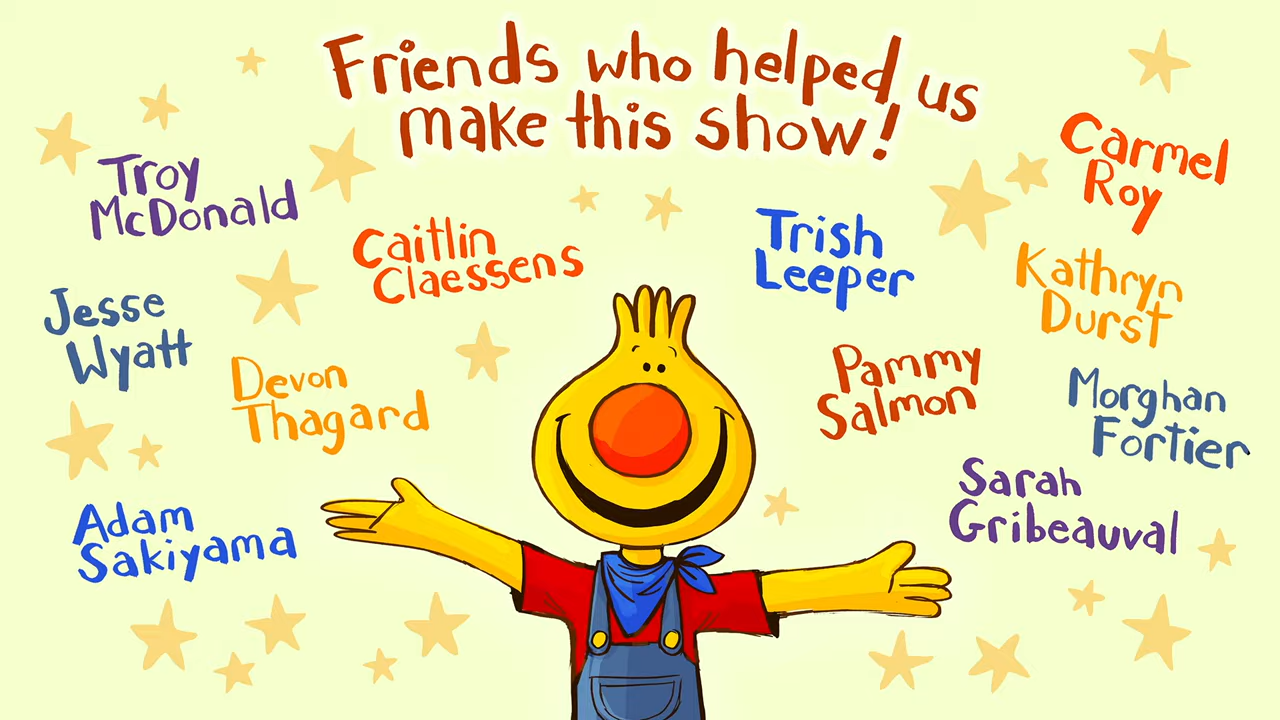 Friends who helped us
make this show!
Troy
McDonald
Caitlin
Claessens
Jesse
Wyatt
Devon
Thagard
Adam
Sakiyama
Trish
Leeper
Carmel
Roy
Kathryn
Durst
Pammy
Salmon
Morghan
Fortier
Sarah
Gribeauval